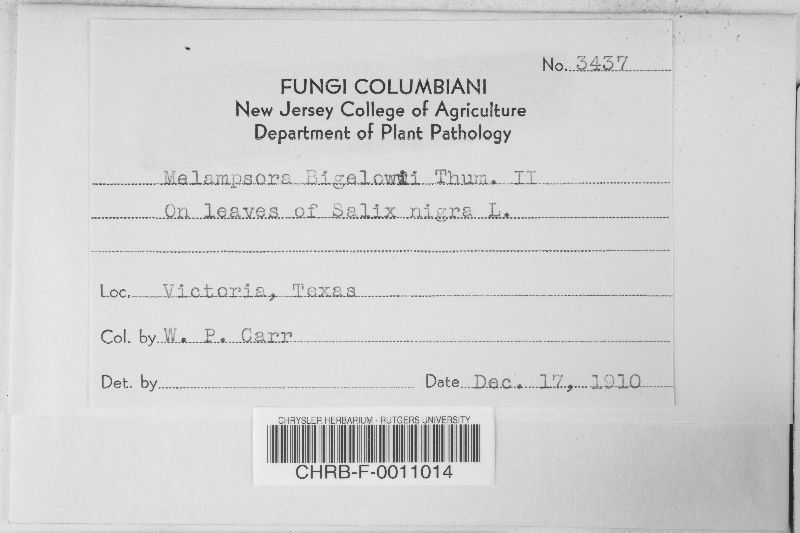 No. 3437
FUNGI COLUMBIANI
New Jersey College of Agriculture
Department of Plant Pathology
Melampsora Bigelowii Thum. II
On leaves of Salix nigra L.
Loc. Victoria, Texas
Col. by W. P. Carr
Det. by
Date Dec. 17, 1910
CHRYSLER HERBARIUM - RUTGERS UNIVERSITY
CHRB-F-0011014